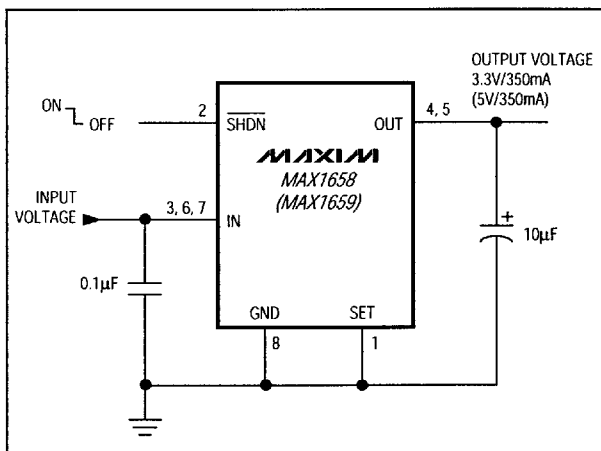 OUTPUT VOLTAGE
3.3V/350mA
(5V/350mA)
ON
OFF
2
SHDN
OUT
4, 5
MAXIM
MAX1658
(MAX1659)
INPUT
VOLTAGE
3, 6, 7
IN
+
10µF
0.1µF
GND
SET
8
1